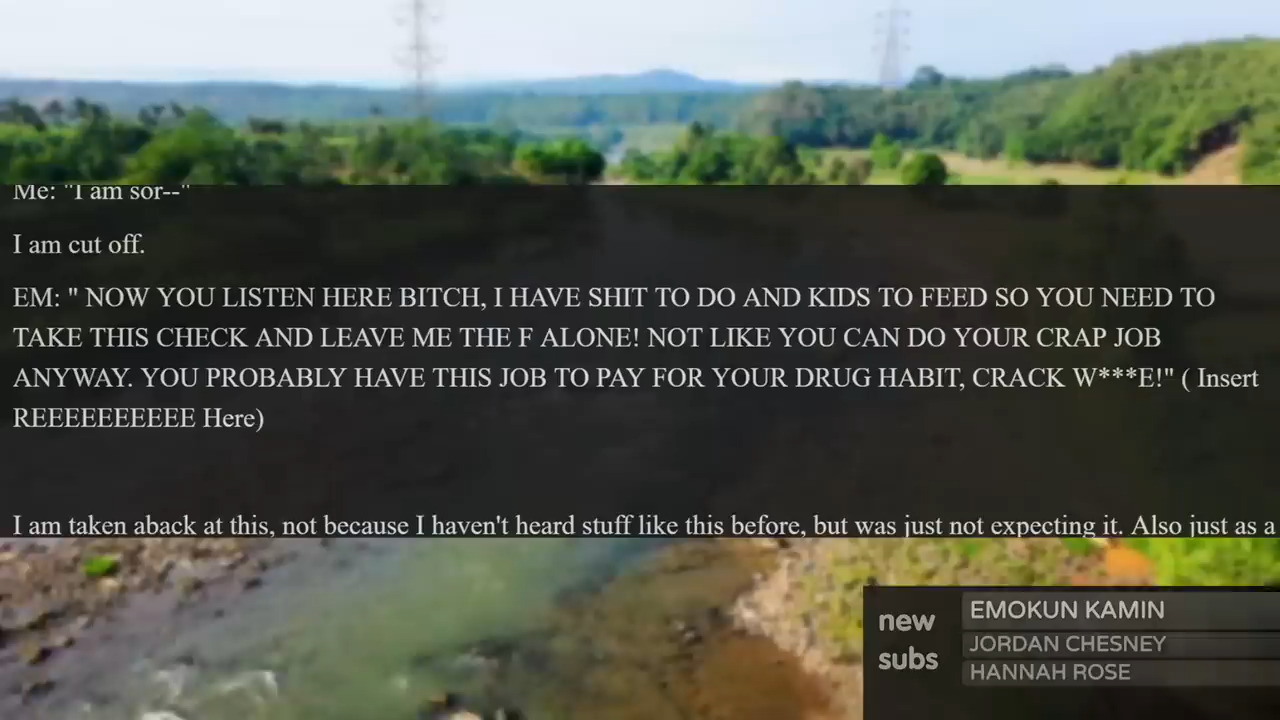 Me: "I am sor--"
I am cut off.
EM: " NOW YOU LISTEN HERE BITCH, I HAVE SHIT TO DO AND KIDS TO FEED SO YOU NEED TO
TAKE THIS CHECK AND LEAVE ME THE F ALONE! NOT LIKE YOU CAN DO YOUR CRAP JOB
ANYWAY. YOU PROBABLY HAVE THIS JOB TO PAY FOR YOUR DRUG HABIT, CRACK W***E!" ( Insert
REEEEEEEEEE Here)
I am taken aback at this, not because I haven't heard stuff like this before, but was just not expecting it. Also just as a
new
subs
EMOKUN KAMIN
JORDAN CHESNEY
HANNAH ROSE